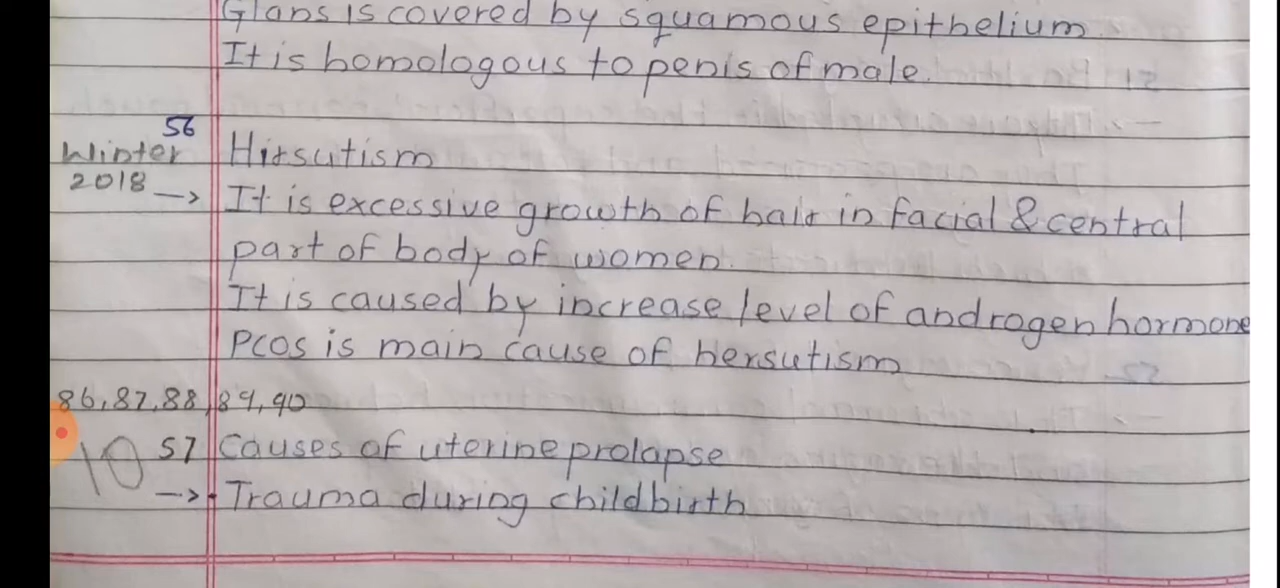 Glans is covered by squamous epithelium
It is homologous to penis of male.
56
Winter Hirsutism
2018 --> It is excessive growth of hair in facial & central
part of body of women.
It is caused by increase level of androgen hormone
PCOS is main cause of hersutism
86,87,88,89,90
10 57 Causes of uterine prolapse
--> Trauma during childbirth